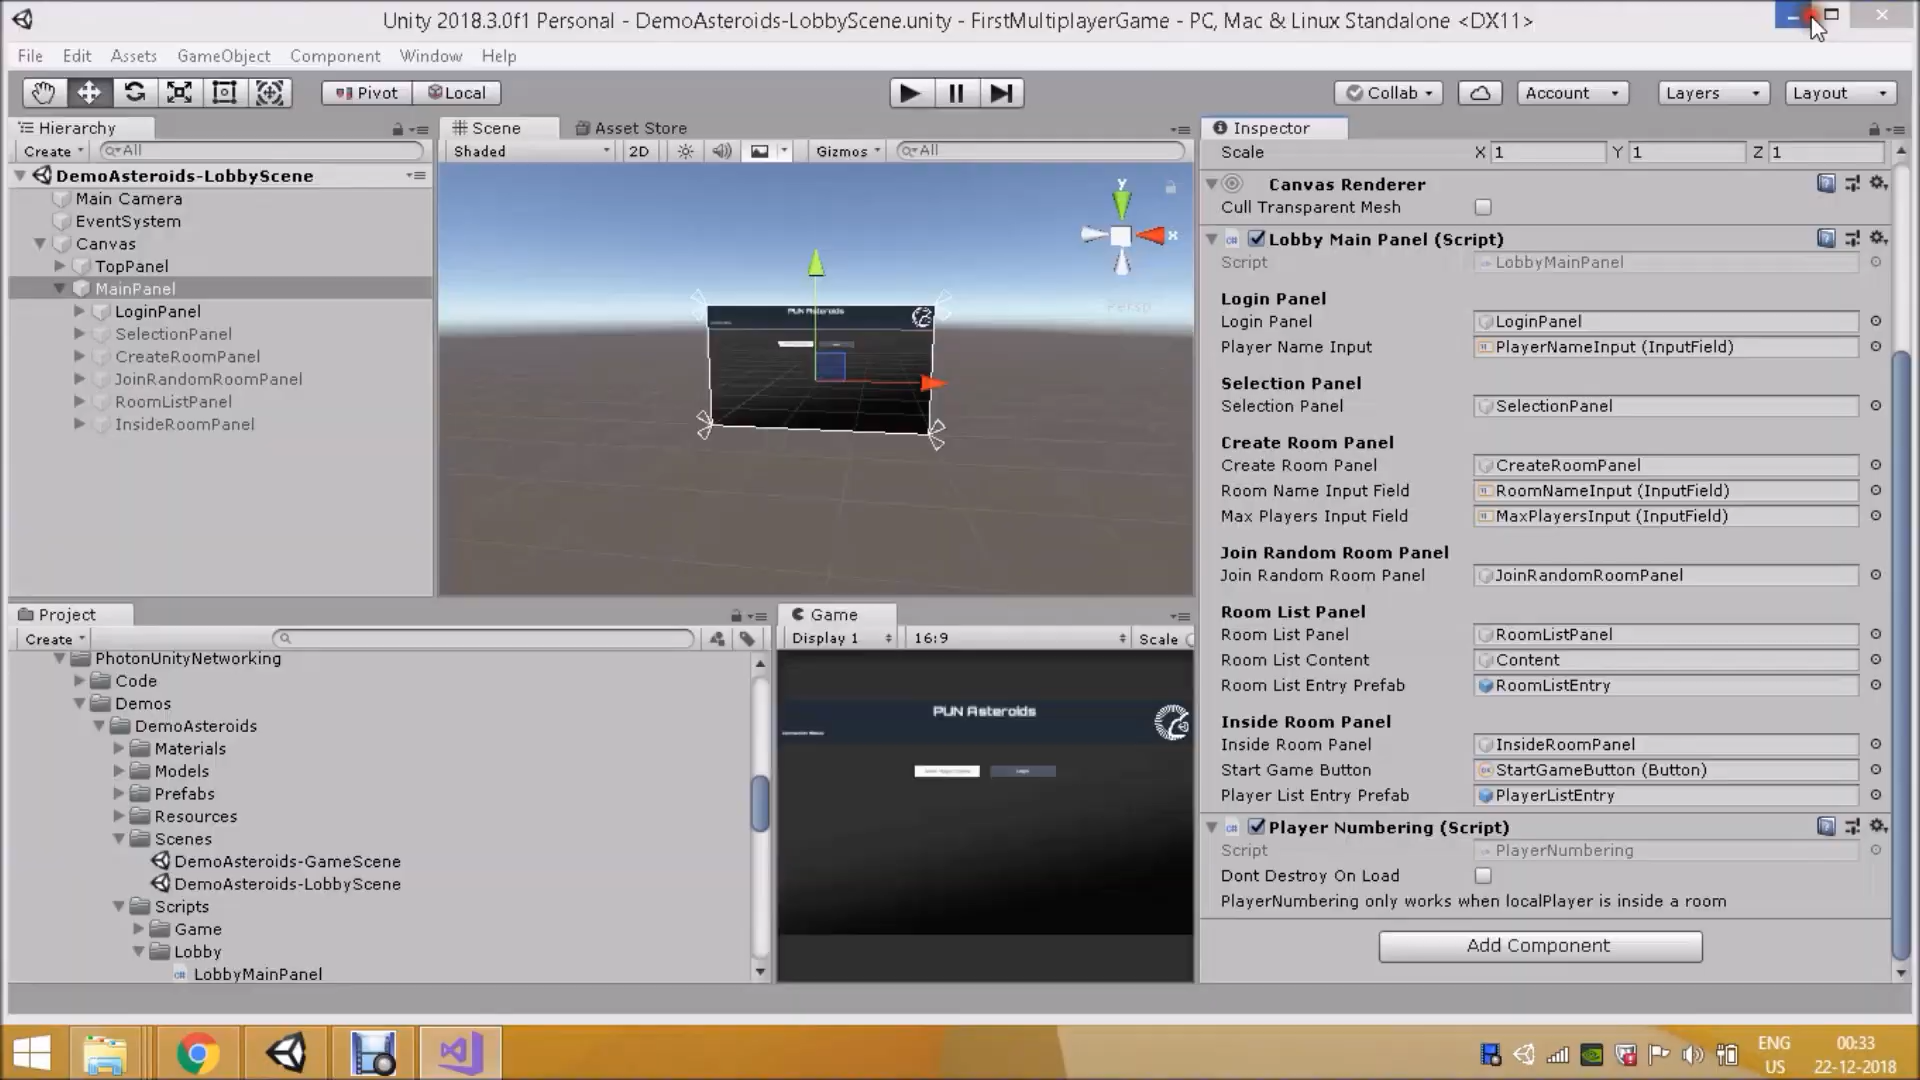 Unity 2018.3.0f1 Personal - DemoAsteroids-LobbyScene.unity - FirstMultiplayerGame - PC, Mac & Linux Standalone <DX11>
File Edit Assets GameObject Component Window Help
Pivot Local Collab Account Layers Layout
Hierarchy
Create All
DemoAsteroids-LobbyScene
Main Camera
EventSystem
Canvas
TopPanel
MainPanel
LoginPanel
SelectionPanel
CreateRoomPanel
JoinRandomRoomPanel
RoomListPanel
InsideRoomPanel
Scene Asset Store
Shaded 2D Gizmos All
y
x
Persp
PUN Asteroids
Project
Create
PhotonUnityNetworking
Code
Demos
DemoAsteroids
Materials
Models
Prefabs
Resources
Scenes
DemoAsteroids-GameScene
DemoAsteroids-LobbyScene
Scripts
Game
Lobby
LobbyMainPanel
Game
Display 1 16:9 Scale
PUN Asteroids
Inspector
Scale X 1 Y 1 Z 1
Canvas Renderer
Cull Transparent Mesh
Lobby Main Panel (Script)
Script LobbyMainPanel
Login Panel
Login Panel LoginPanel
Player Name Input PlayerNameInput (InputField)
Selection Panel
Selection Panel SelectionPanel
Create Room Panel
Create Room Panel CreateRoomPanel
Room Name Input Field RoomNameInput (InputField)
Max Players Input Field MaxPlayersInput (InputField)
Join Random Room Panel
Join Random Room Panel JoinRandomRoomPanel
Room List Panel
Room List Panel RoomListPanel
Room List Content Content
Room List Entry Prefab RoomListEntry
Inside Room Panel
Inside Room Panel InsideRoomPanel
Start Game Button StartGameButton (Button)
Player List Entry Prefab PlayerListEntry
Player Numbering (Script)
Script PlayerNumbering
Dont Destroy On Load
PlayerNumbering only works when localPlayer is inside a room
Add Component
ENG 00:33
US 22-12-2018